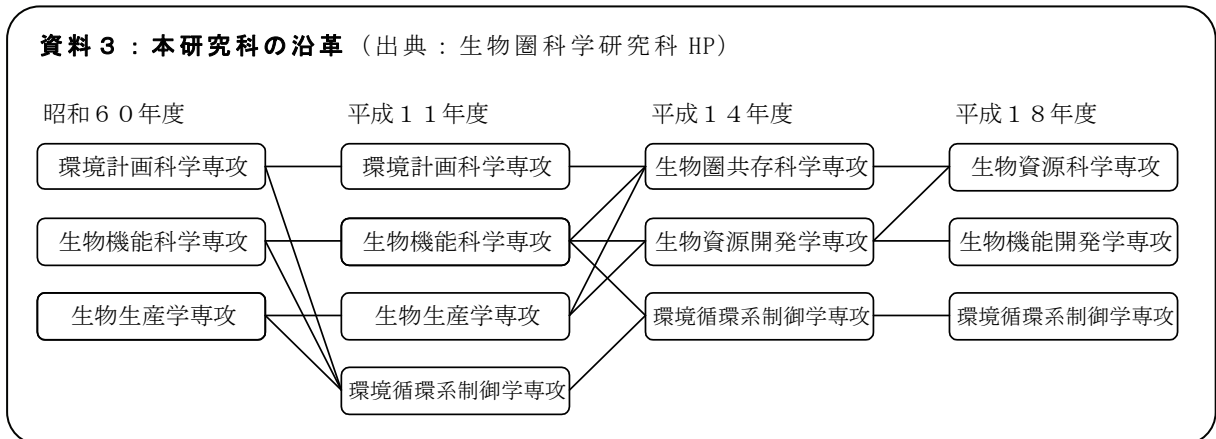 資料３：本研究科の沿革（出典：生物圏科学研究科 HP）
昭和６０年度 平成１１年度 平成１４年度 平成１８年度
環境計画科学専攻 環境計画科学専攻 生物圏共存科学専攻 生物資源科学専攻
生物機能科学専攻 生物機能科学専攻 生物資源開発学専攻 生物機能開発学専攻
生物生産学専攻 生物生産学専攻 環境循環系制御学専攻 環境循環系制御学専攻
環境循環系制御学専攻